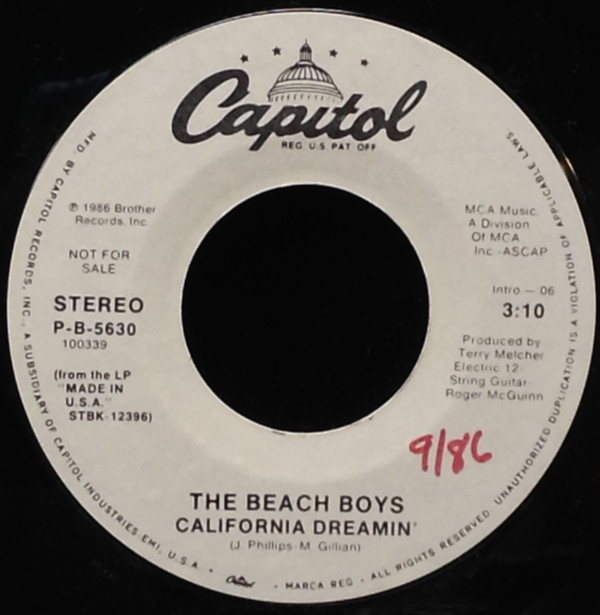 Capitol
REG. U.S. PAT. OFF.
MFD. BY CAPITOL RECORDS, INC., A SUBSIDIARY OF CAPITOL INDUSTRIES-EMI, U.S.A. • Capitol • MARCA REG. • ALL RIGHTS RESERVED. UNAUTHORIZED DUPLICATION IS A VIOLATION OF APPLICABLE LAWS.
℗ 1986 Brother
Records, Inc.
NOT FOR
SALE
STEREO
P-B-5630
100339
(from the LP
"MADE IN
U.S.A."
STBK-12396)
MCA Music,
A Division
Of MCA
Inc.-ASCAP
Intro — 06
3:10
Produced by
Terry Melcher
Electric 12-
String Guitar-
Roger McGuinn
9/86
THE BEACH BOYS
CALIFORNIA DREAMIN'
(J. Phillips-M. Gillian)